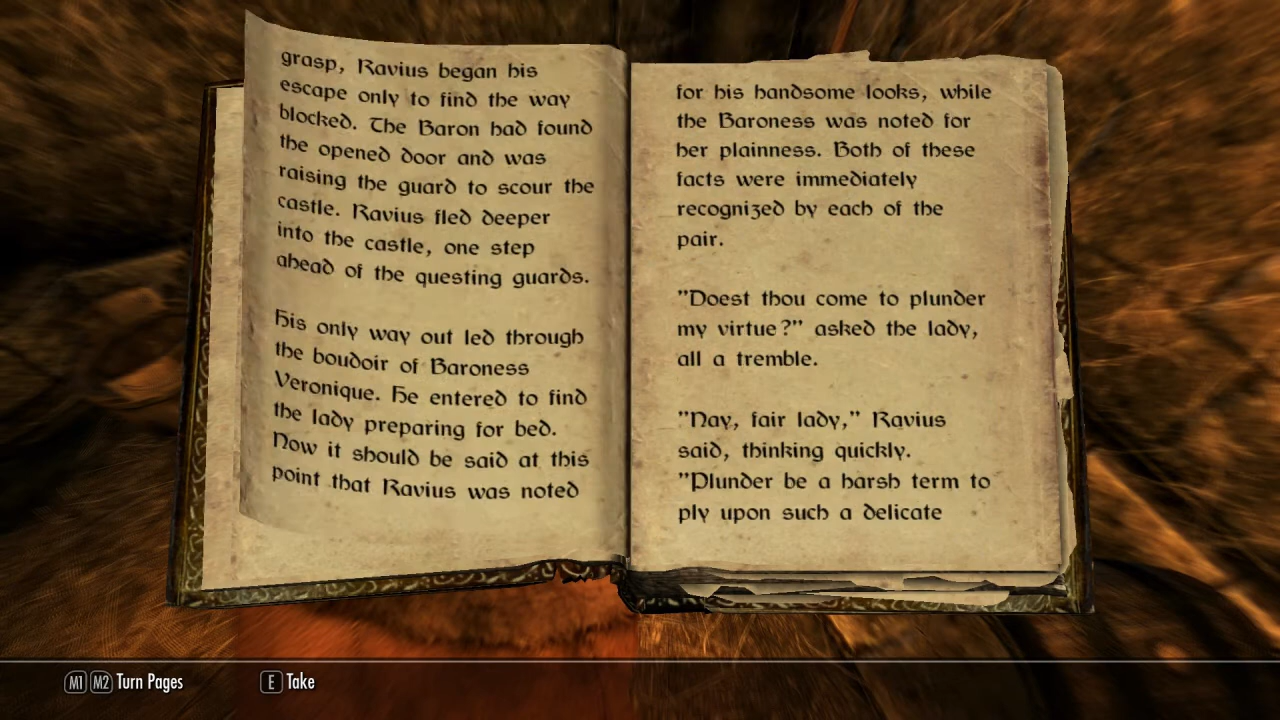 grasp, Ravius began his
escape only to find the way
blocked. The Baron had found
the opened door and was
raising the guard to scour the
castle. Ravius fled deeper
into the castle, one step
ahead of the questing guards.
His only way out led through
the boudoir of Baroness
Veronique. He entered to find
the lady preparing for bed.
Now it should be said at this
point that Ravius was noted
for his handsome looks, while
the Baroness was noted for
her plainness. Both of these
facts were immediately
recognized by each of the
pair.
"Doest thou come to plunder
my virtue?" asked the lady,
all a tremble.
"Nay, fair lady," Ravius
said, thinking quickly.
"Plunder be a harsh term to
ply upon such a delicate
M1 M2 Turn Pages
E Take